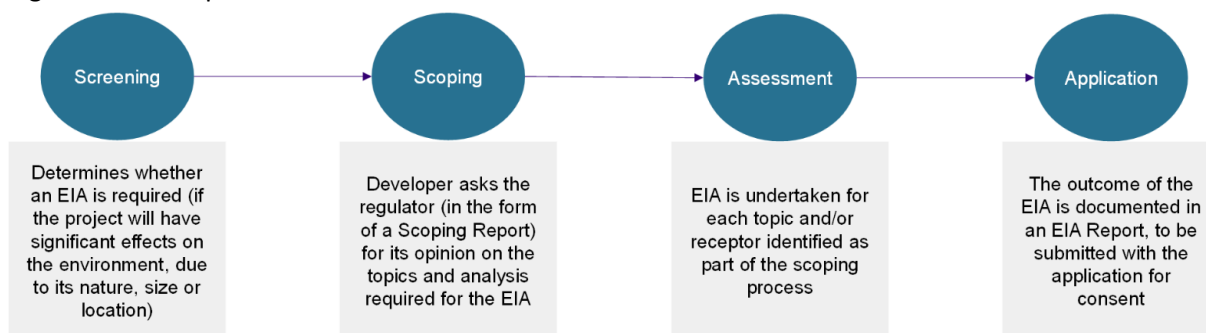 Screening
Scoping
Assessment
Application
Determines whether
an EIA is required (if
the project will have
significant effects on
the environment, due
to its nature, size or
location)
Developer asks the
regulator (in the form
of a Scoping Report)
for its opinion on the
topics and analysis
required for the EIA
EIA is undertaken for
each topic and/or
receptor identified as
part of the scoping
process
The outcome of the
EIA is documented in
an EIA Report, to be
submitted with the
application for
consent